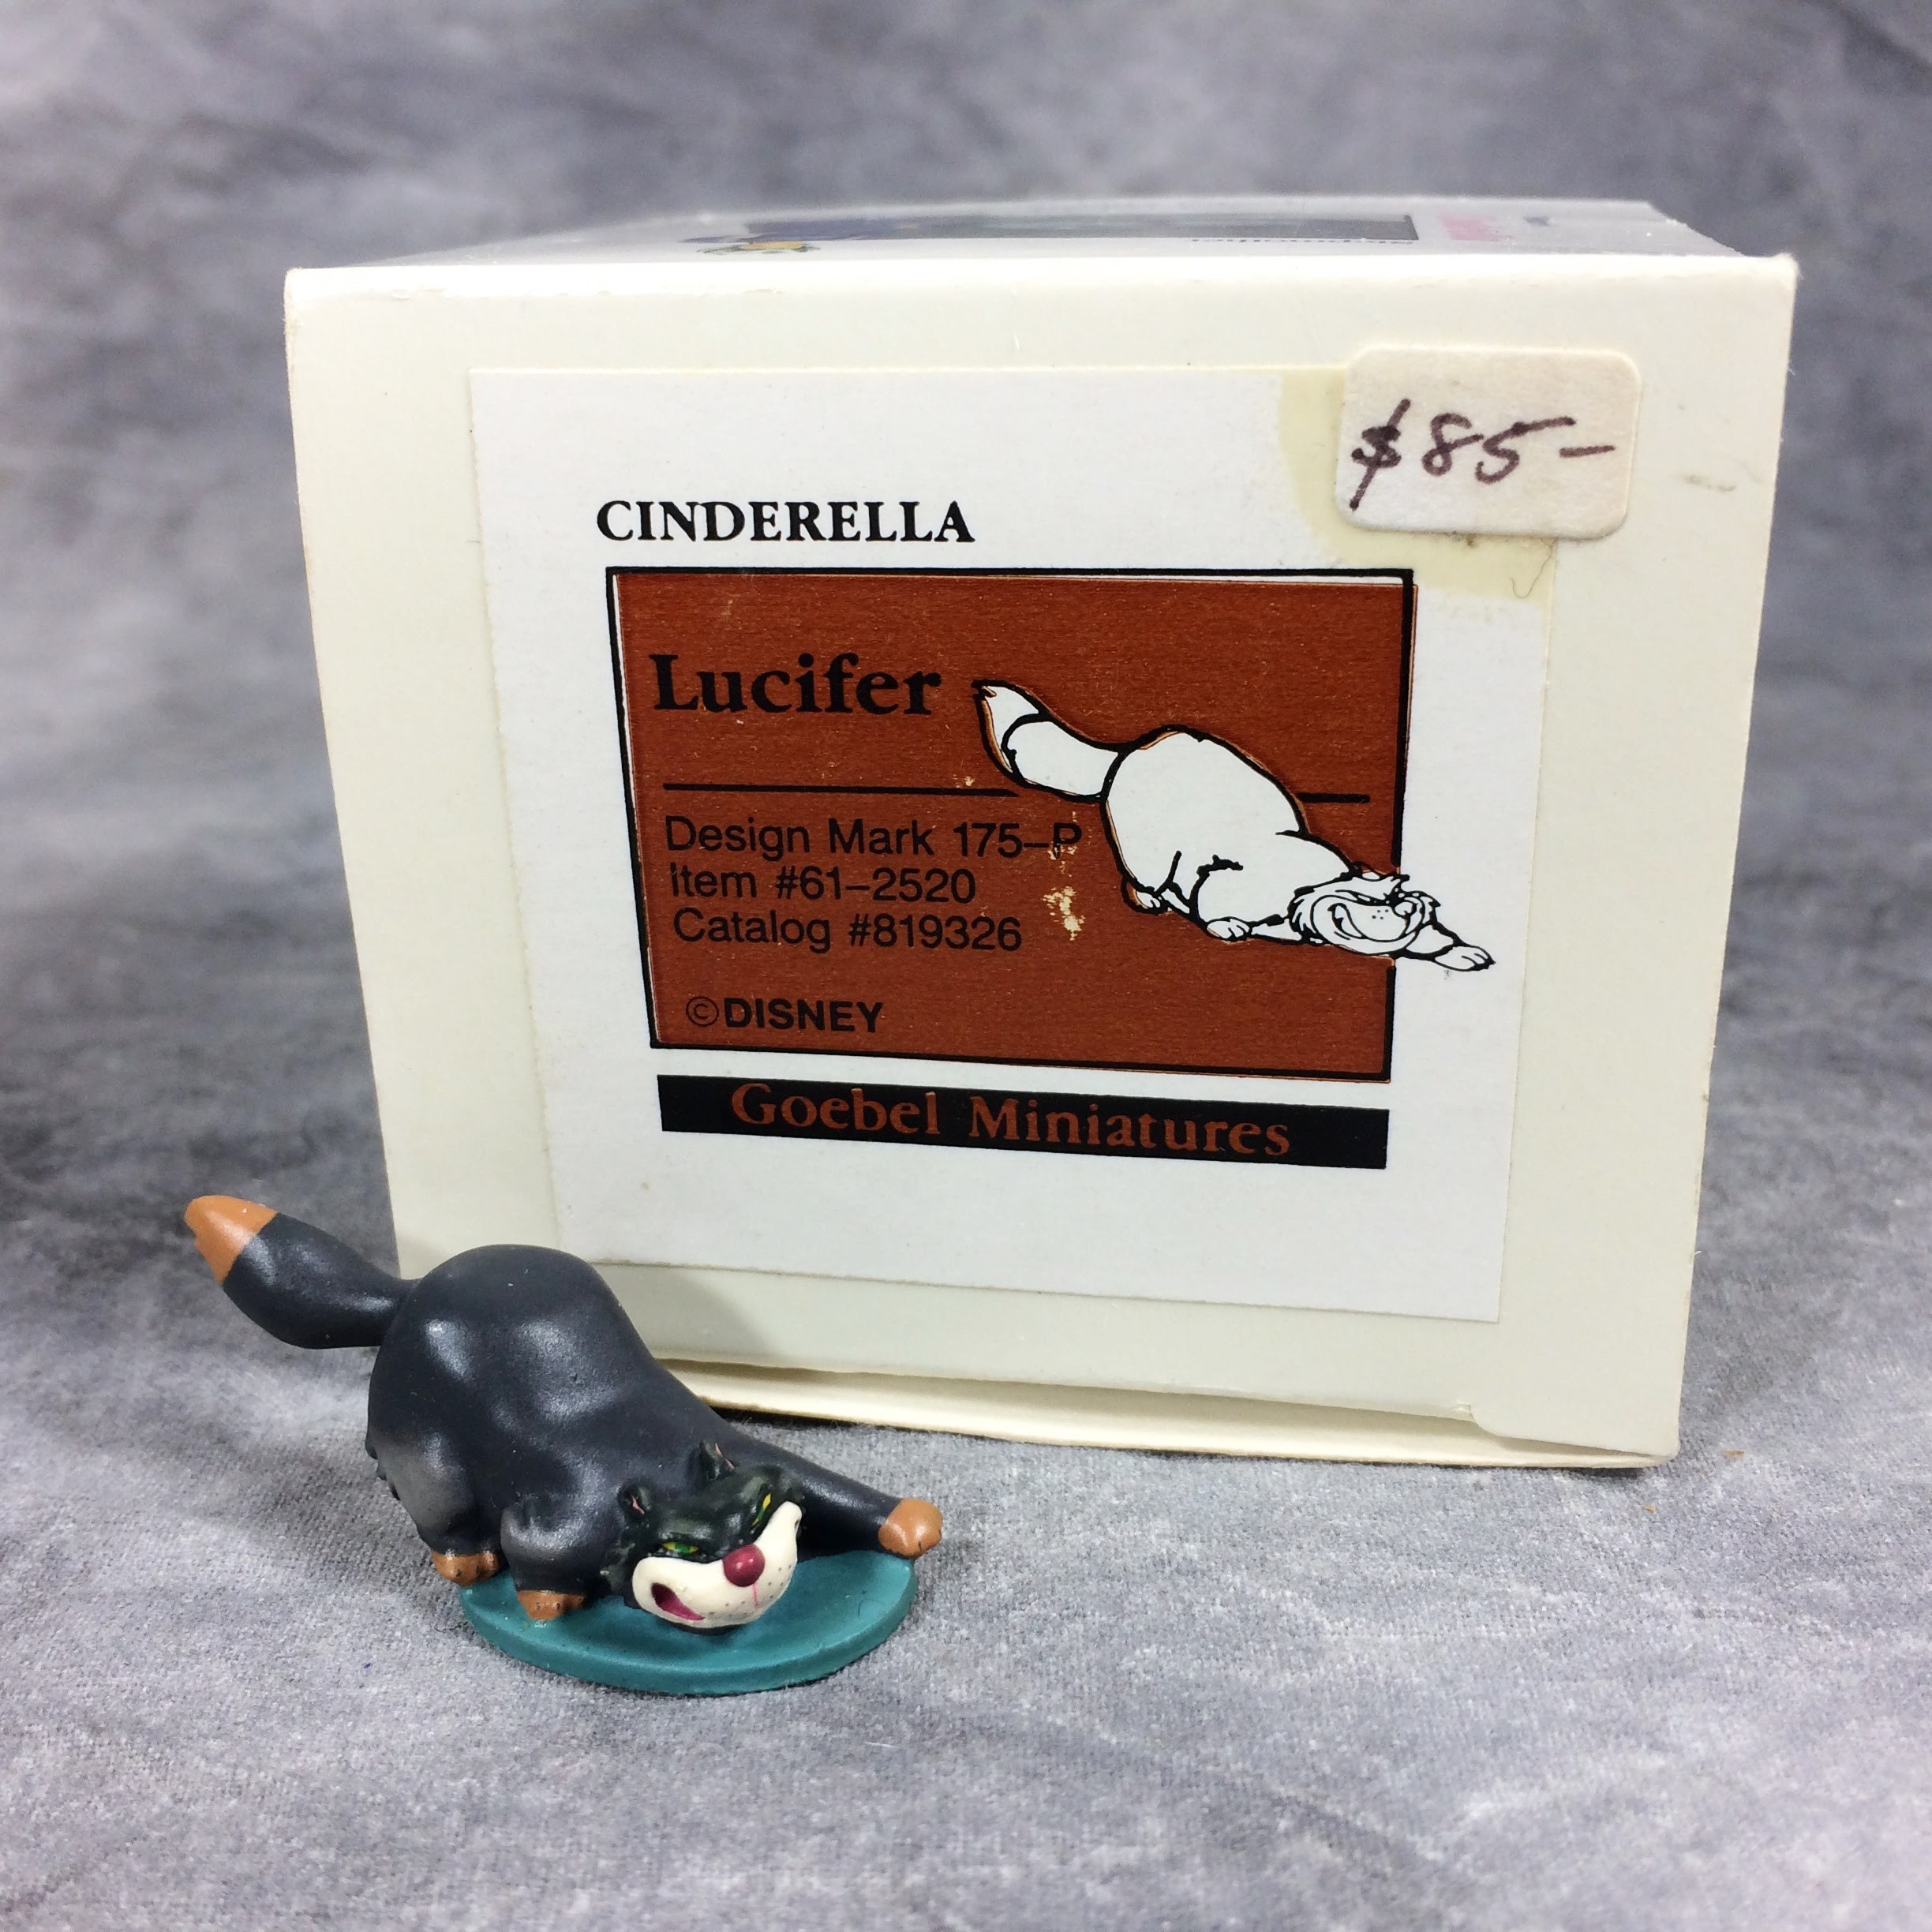 $85-
CINDERELLA
Lucifer
Design Mark 175-P
Item #61-2520
Catalog #819326
©DISNEY
Goebel Miniatures